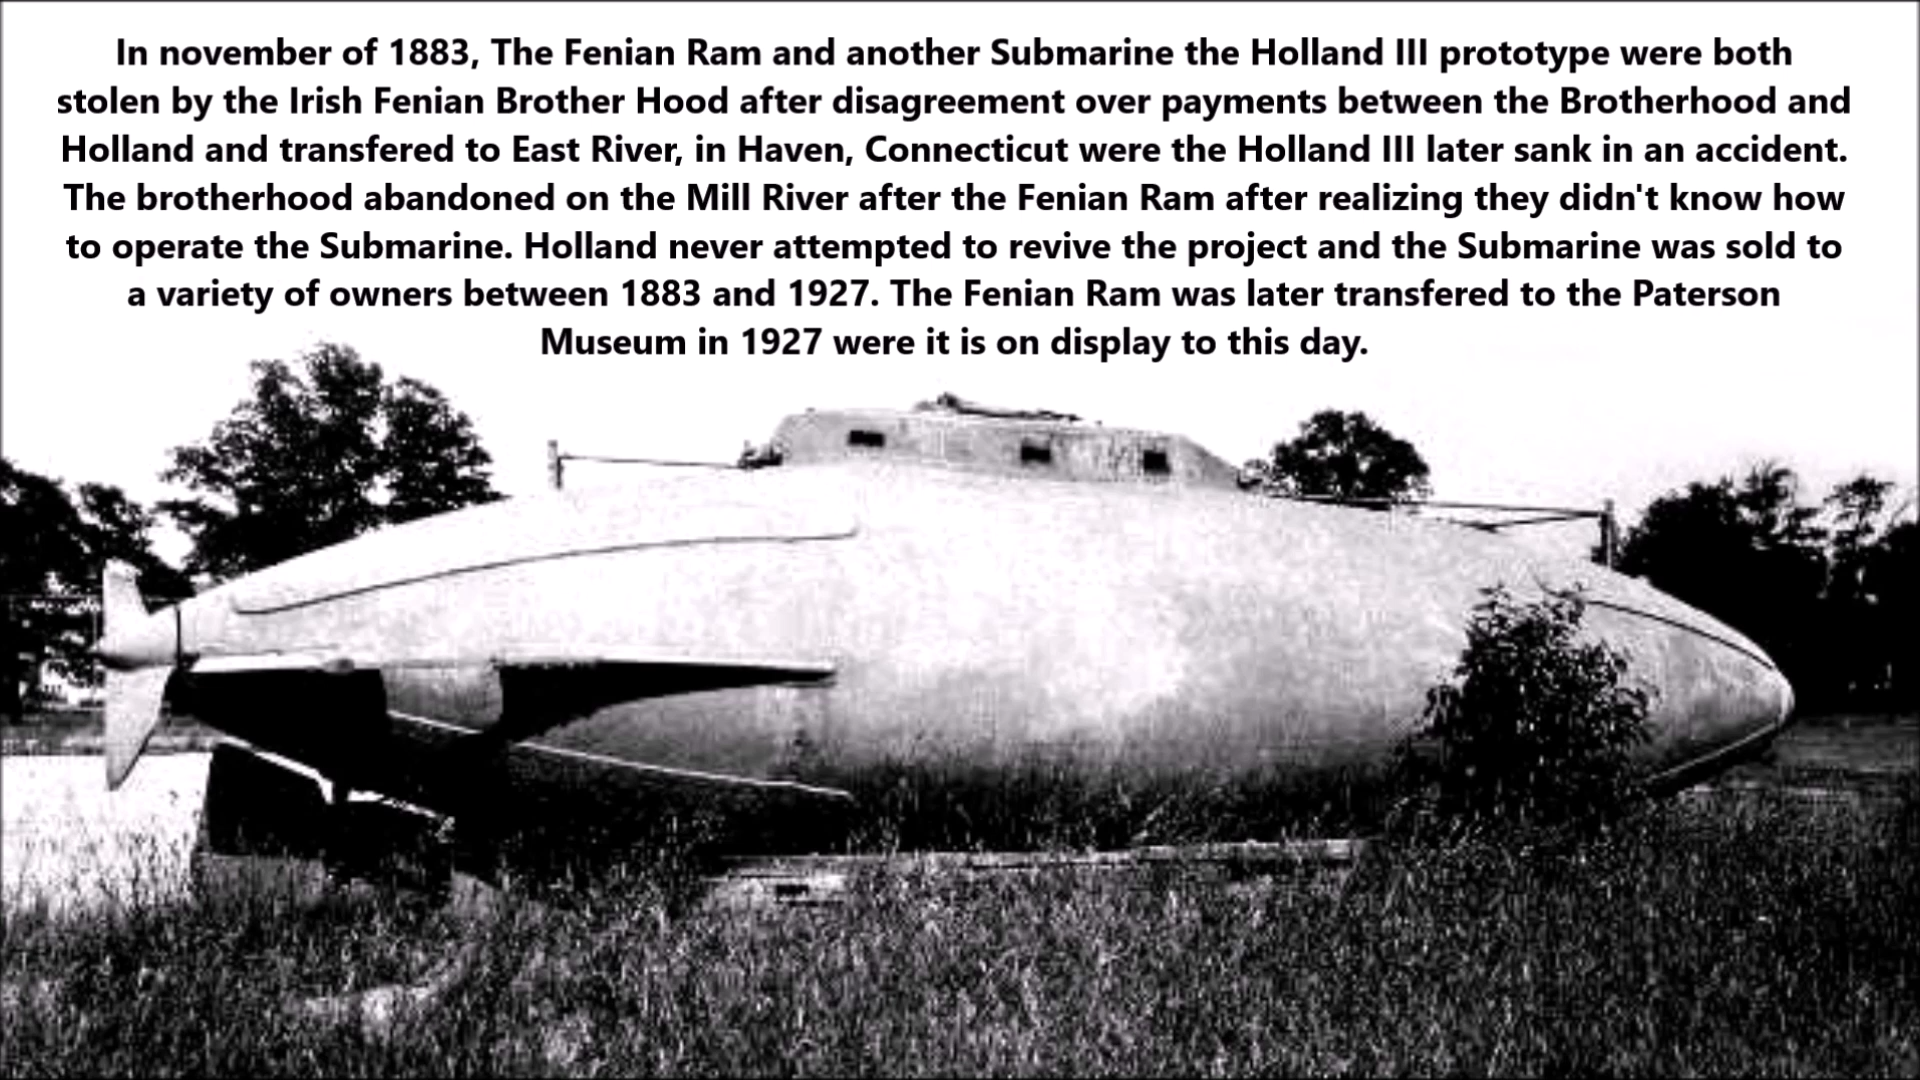 In november of 1883, The Fenian Ram and another Submarine the Holland III prototype were both
stolen by the Irish Fenian Brother Hood after disagreement over payments between the Brotherhood and
Holland and transfered to East River, in Haven, Connecticut were the Holland III later sank in an accident.
The brotherhood abandoned on the Mill River after the Fenian Ram after realizing they didn't know how
to operate the Submarine. Holland never attempted to revive the project and the Submarine was sold to
a variety of owners between 1883 and 1927. The Fenian Ram was later transfered to the Paterson
Museum in 1927 were it is on display to this day.